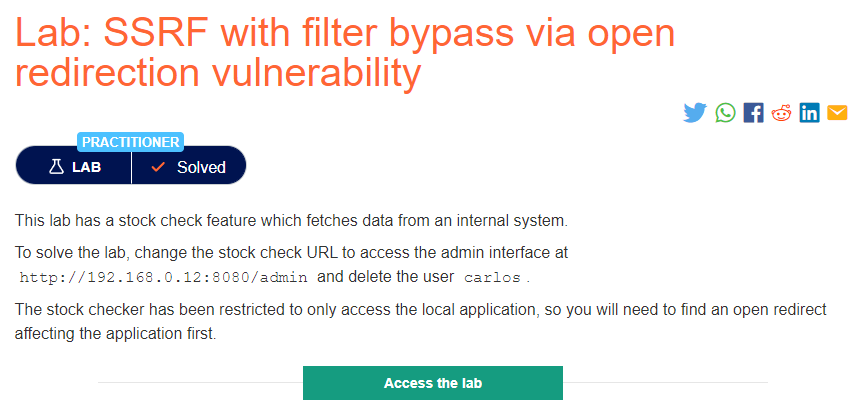 Lab: SSRF with filter bypass via open
redirection vulnerability
PRACTITIONER
LAB Solved
This lab has a stock check feature which fetches data from an internal system.
To solve the lab, change the stock check URL to access the admin interface at
http://192.168.0.12:8080/admin and delete the user carlos .
The stock checker has been restricted to only access the local application, so you will need to find an open redirect
affecting the application first.
Access the lab